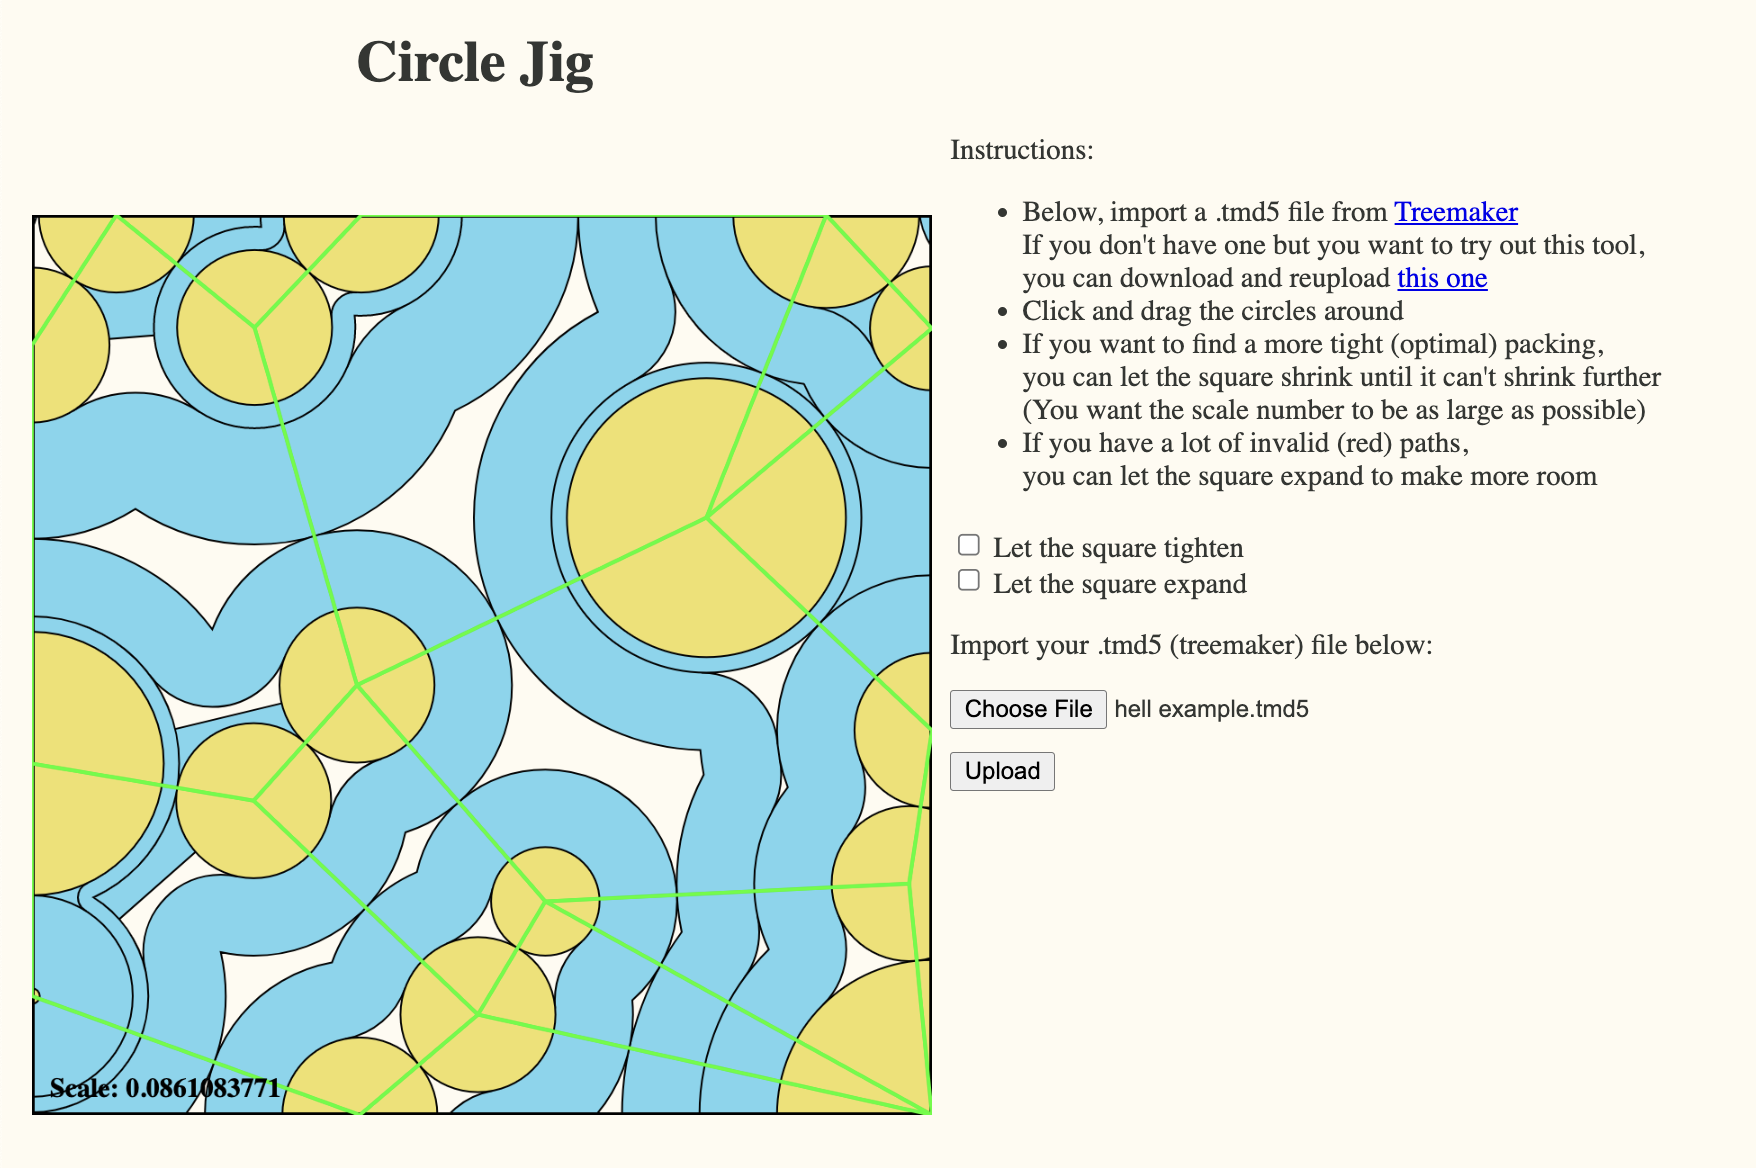 Circle Jig
Instructions:
Below, import a .tmd5 file from Treemaker
If you don't have one but you want to try out this tool,
you can download and reupload this one
Click and drag the circles around
If you want to find a more tight (optimal) packing,
you can let the square shrink until it can't shrink further
(You want the scale number to be as large as possible)
If you have a lot of invalid (red) paths,
you can let the square expand to make more room
Let the square tighten
Let the square expand
Import your .tmd5 (treemaker) file below:
Choose File hell example.tmd5
Upload
Scale: 0.0861083771